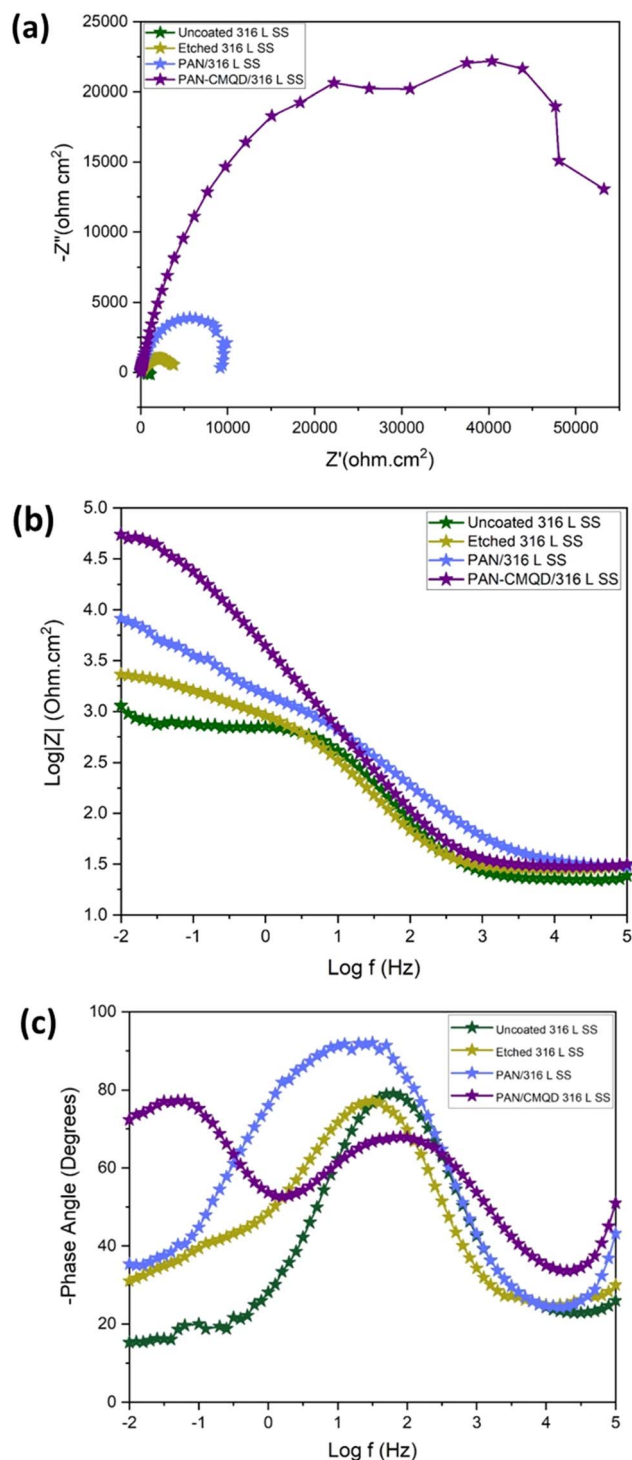 (a)
Uncoated 316 L SS
Etched 316 L SS
PAN/316 L SS
PAN-CMQD/316 L SS
25000
20000
15000
10000
5000
0
-Z"(ohm cm²)
0 10000 20000 30000 40000 50000
Z'(ohm.cm²)
(b)
Uncoated 316 L SS
Etched 316 L SS
PAN/316 L SS
PAN-CMQD/316 L SS
5.0
4.5
4.0
3.5
3.0
2.5
2.0
1.5
1.0
Log|Z| (Ohm.cm²)
-2 -1 0 1 2 3 4 5
Log f (Hz)
(c)
Uncoated 316 L SS
Etched 316 L SS
PAN/316 L SS
PAN/CMQD 316 L SS
100
80
60
40
20
0
-Phase Angle (Degrees)
-2 -1 0 1 2 3 4 5
Log f (Hz)